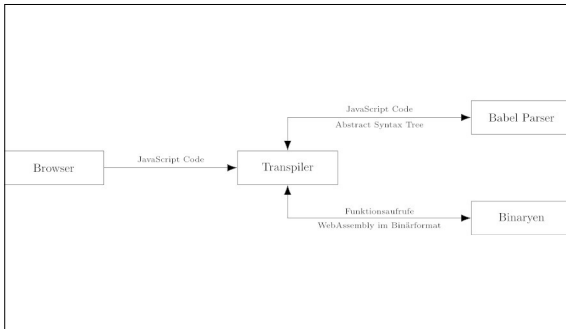 JavaScript Code
Abstract Syntax Tree
Babel Parser
Browser
JavaScript Code
Transpiler
Funktionsaufrufe
WebAssembly im Binärformat
Binaryen